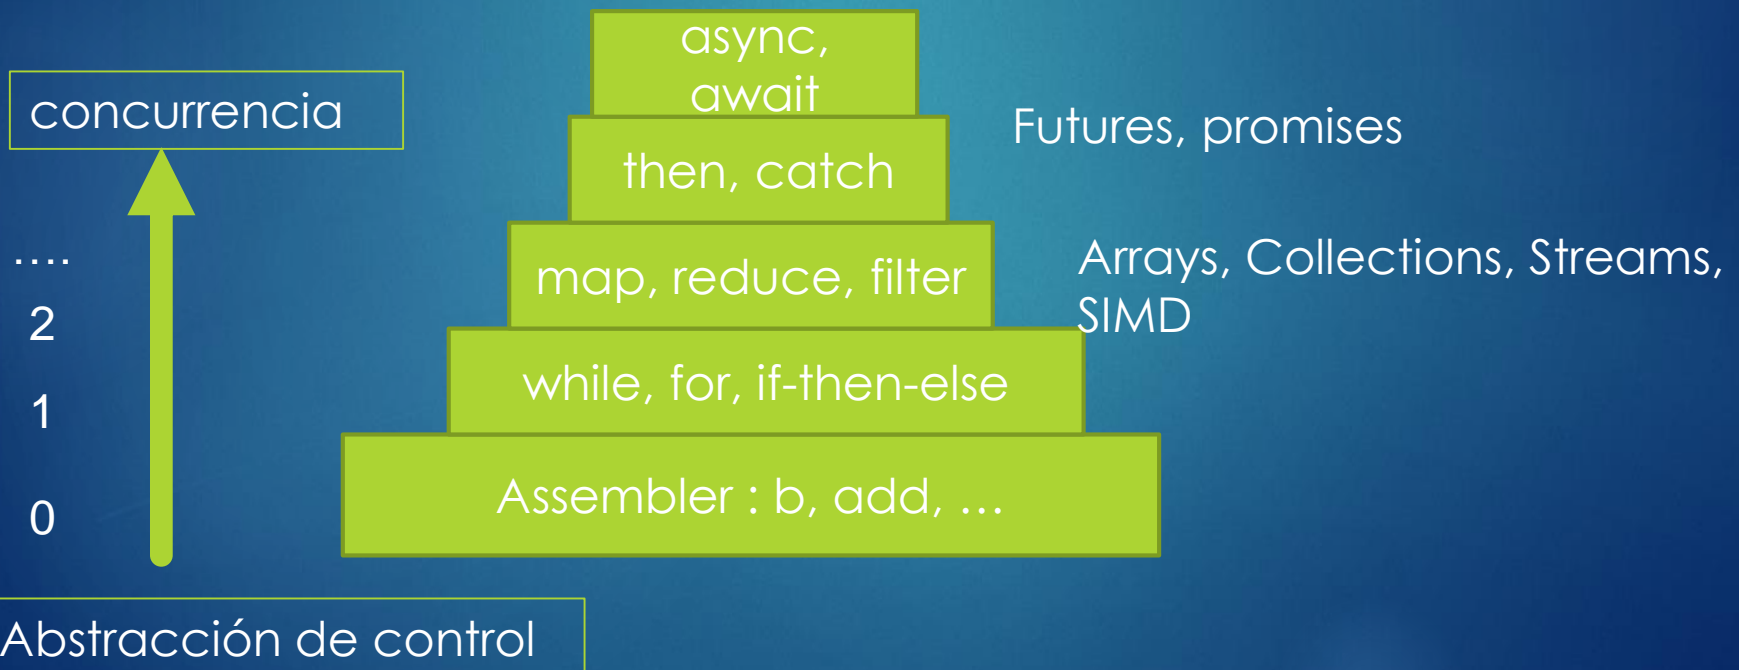 async,
await
concurrencia
Futures, promises
then, catch
Arrays, Collections, Streams,
SIMD
….
map, reduce, filter
2
while, for, if-then-else
1
Assembler : b, add, …
0
Abstracción de control